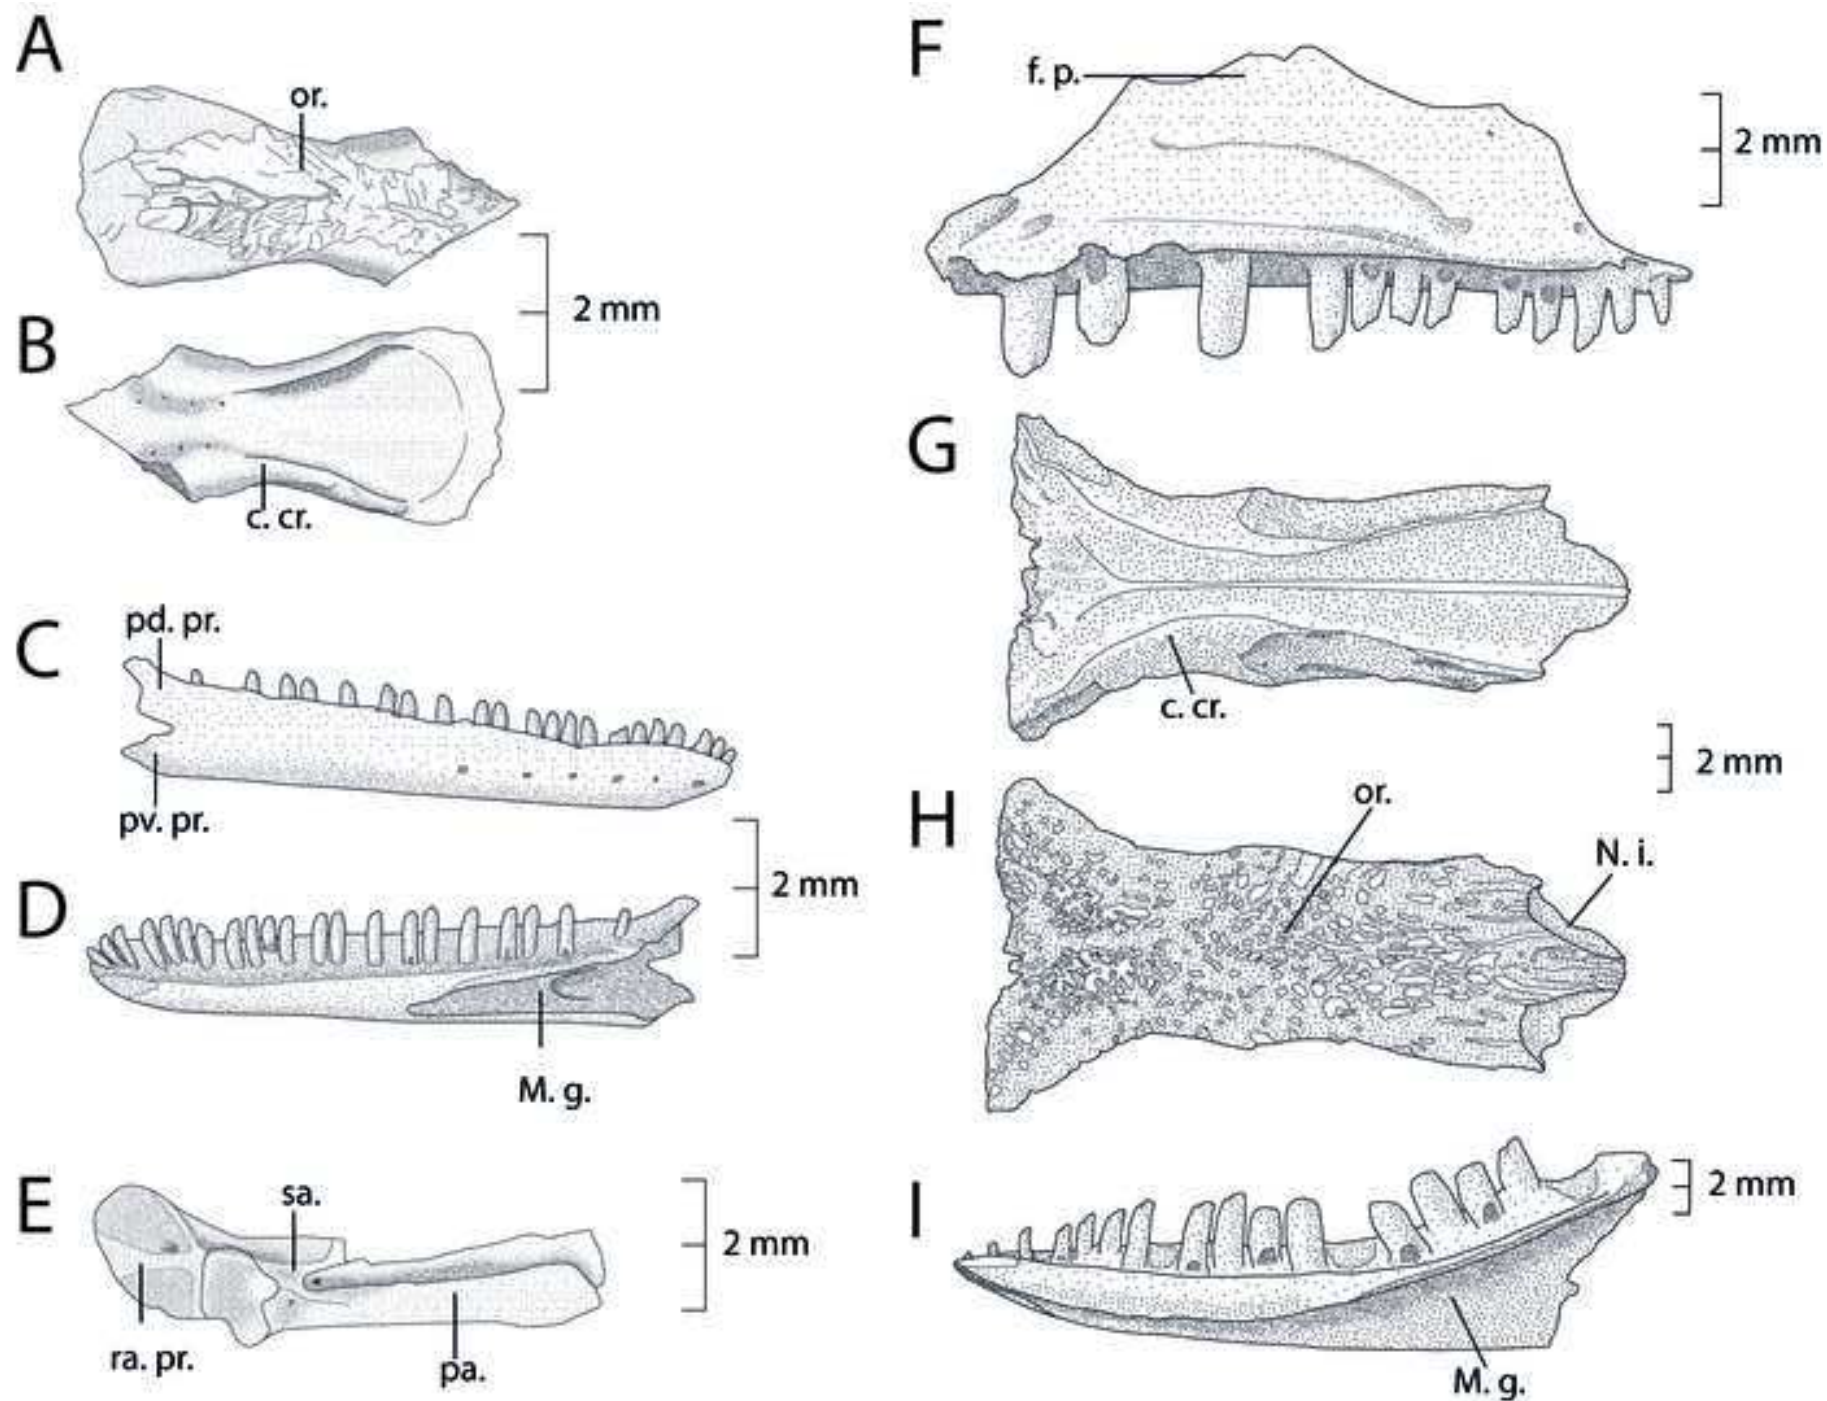 A
or.
2 mm
B
c. cr.
C
pd. pr.
pv. pr.
2 mm
D
M. g.
E
sa.
2 mm
ra. pr.
pa.
F
f. p.
2 mm
G
c. cr.
2 mm
H
or.
N. i.
I
2 mm
M. g.